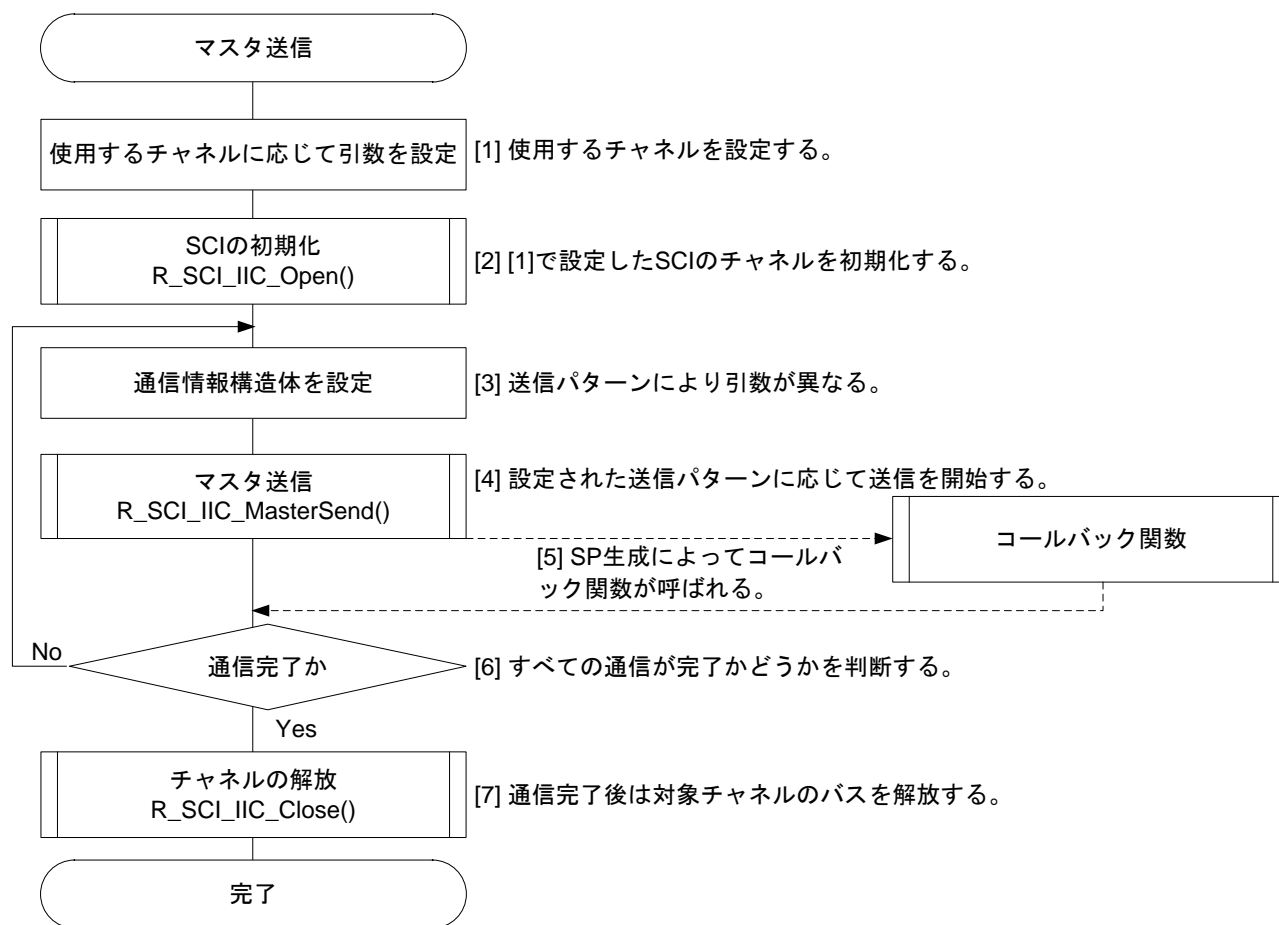 マスタ送信
使用するチャネルに応じて引数を設定
[1] 使用するチャネルを設定する。
SCIの初期化
R_SCI_IIC_Open()
[2] [1]で設定したSCIのチャネルを初期化する。
通信情報構造体を設定
[3] 送信パターンにより引数が異なる。
マスタ送信
R_SCI_IIC_MasterSend()
[4] 設定された送信パターンに応じて送信を開始する。
コールバック関数
[5] SP生成によってコールバ
ック関数が呼ばれる。
No
通信完了か
[6] すべての通信が完了かどうかを判断する。
Yes
チャネルの解放
R_SCI_IIC_Close()
[7] 通信完了後は対象チャネルのバスを解放する。
完了